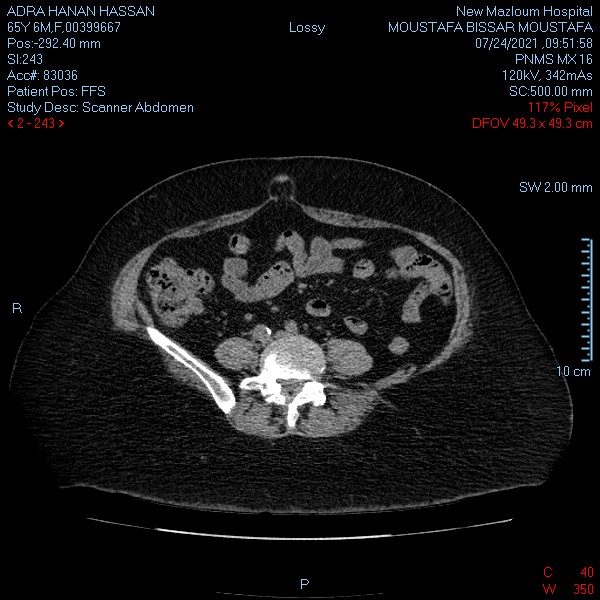 ADRA HANAN HASSAN
65Y 6M,F,00399667
Pos:-292.40 mm
SI:243
Acc#: 83036
Patient Pos: FFS
Study Desc: Scanner Abdomen
< 2 - 243 >
Lossy
New Mazloum Hospital
MOUSTAFA BISSAR MOUSTAFA
07/24/2021 ,09:51:58
PNMS MX 16
120kV, 342mAs
SC:500.00 mm
117% Pixel
DFOV 49.3 x 49.3 cm
SW 2.00 mm
R
10 cm
P
C 40
W 350